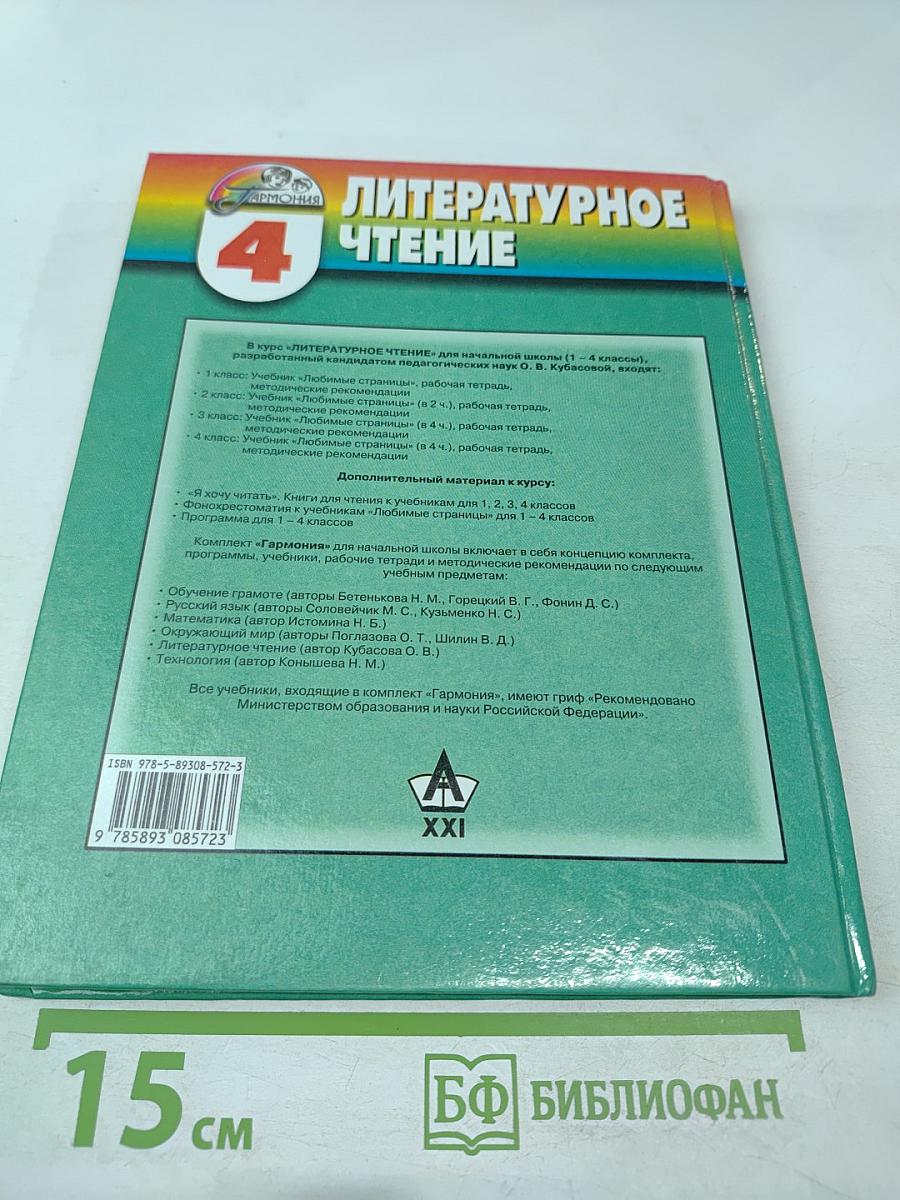 ГАРМОНИЯ
4
ЛИТЕРАТУРНОЕ
ЧТЕНИЕ
В курс «ЛИТЕРАТУРНОЕ ЧТЕНИЕ» для начальной школы (1 – 4 классы),
разработанный кандидатом педагогических наук О. В. Кубасовой, входят:
• 1 класс: Учебник «Любимые страницы», рабочая тетрадь,
методические рекомендации
• 2 класс: Учебник «Любимые страницы» (в 2 ч.), рабочая тетрадь,
методические рекомендации
• 3 класс: Учебник «Любимые страницы» (в 4 ч.), рабочая тетрадь,
методические рекомендации
• 4 класс: Учебник «Любимые страницы» (в 4 ч.), рабочая тетрадь,
методические рекомендации
Дополнительный материал к курсу:
• «Я хочу читать». Книги для чтения к учебникам для 1, 2, 3, 4 классов
• Фонохрестоматия к учебникам «Любимые страницы» для 1 – 4 классов
• Программа для 1 – 4 классов
Комплект «Гармония» для начальной школы включает в себя концепцию комплекта,
программы, учебники, рабочие тетради и методические рекомендации по следующим
учебным предметам:
• Обучение грамоте (авторы Бетенькова Н. М., Горецкий В. Г., Фонин Д. С.)
• Русский язык (авторы Соловейчик М. С., Кузьменко Н. С.)
• Математика (автор Истомина Н. Б.)
• Окружающий мир (авторы Поглазова О. Т., Шилин В. Д.)
• Литературное чтение (автор Кубасова О. В.)
• Технология (автор Конышева Н. М.)
Все учебники, входящие в комплект «Гармония», имеют гриф «Рекомендовано
Министерством образования и науки Российской Федерации».
ISBN 978-5-89308-572-3
9 785893 085723
А
XXI
15 см
БФ БИБЛИОФАН